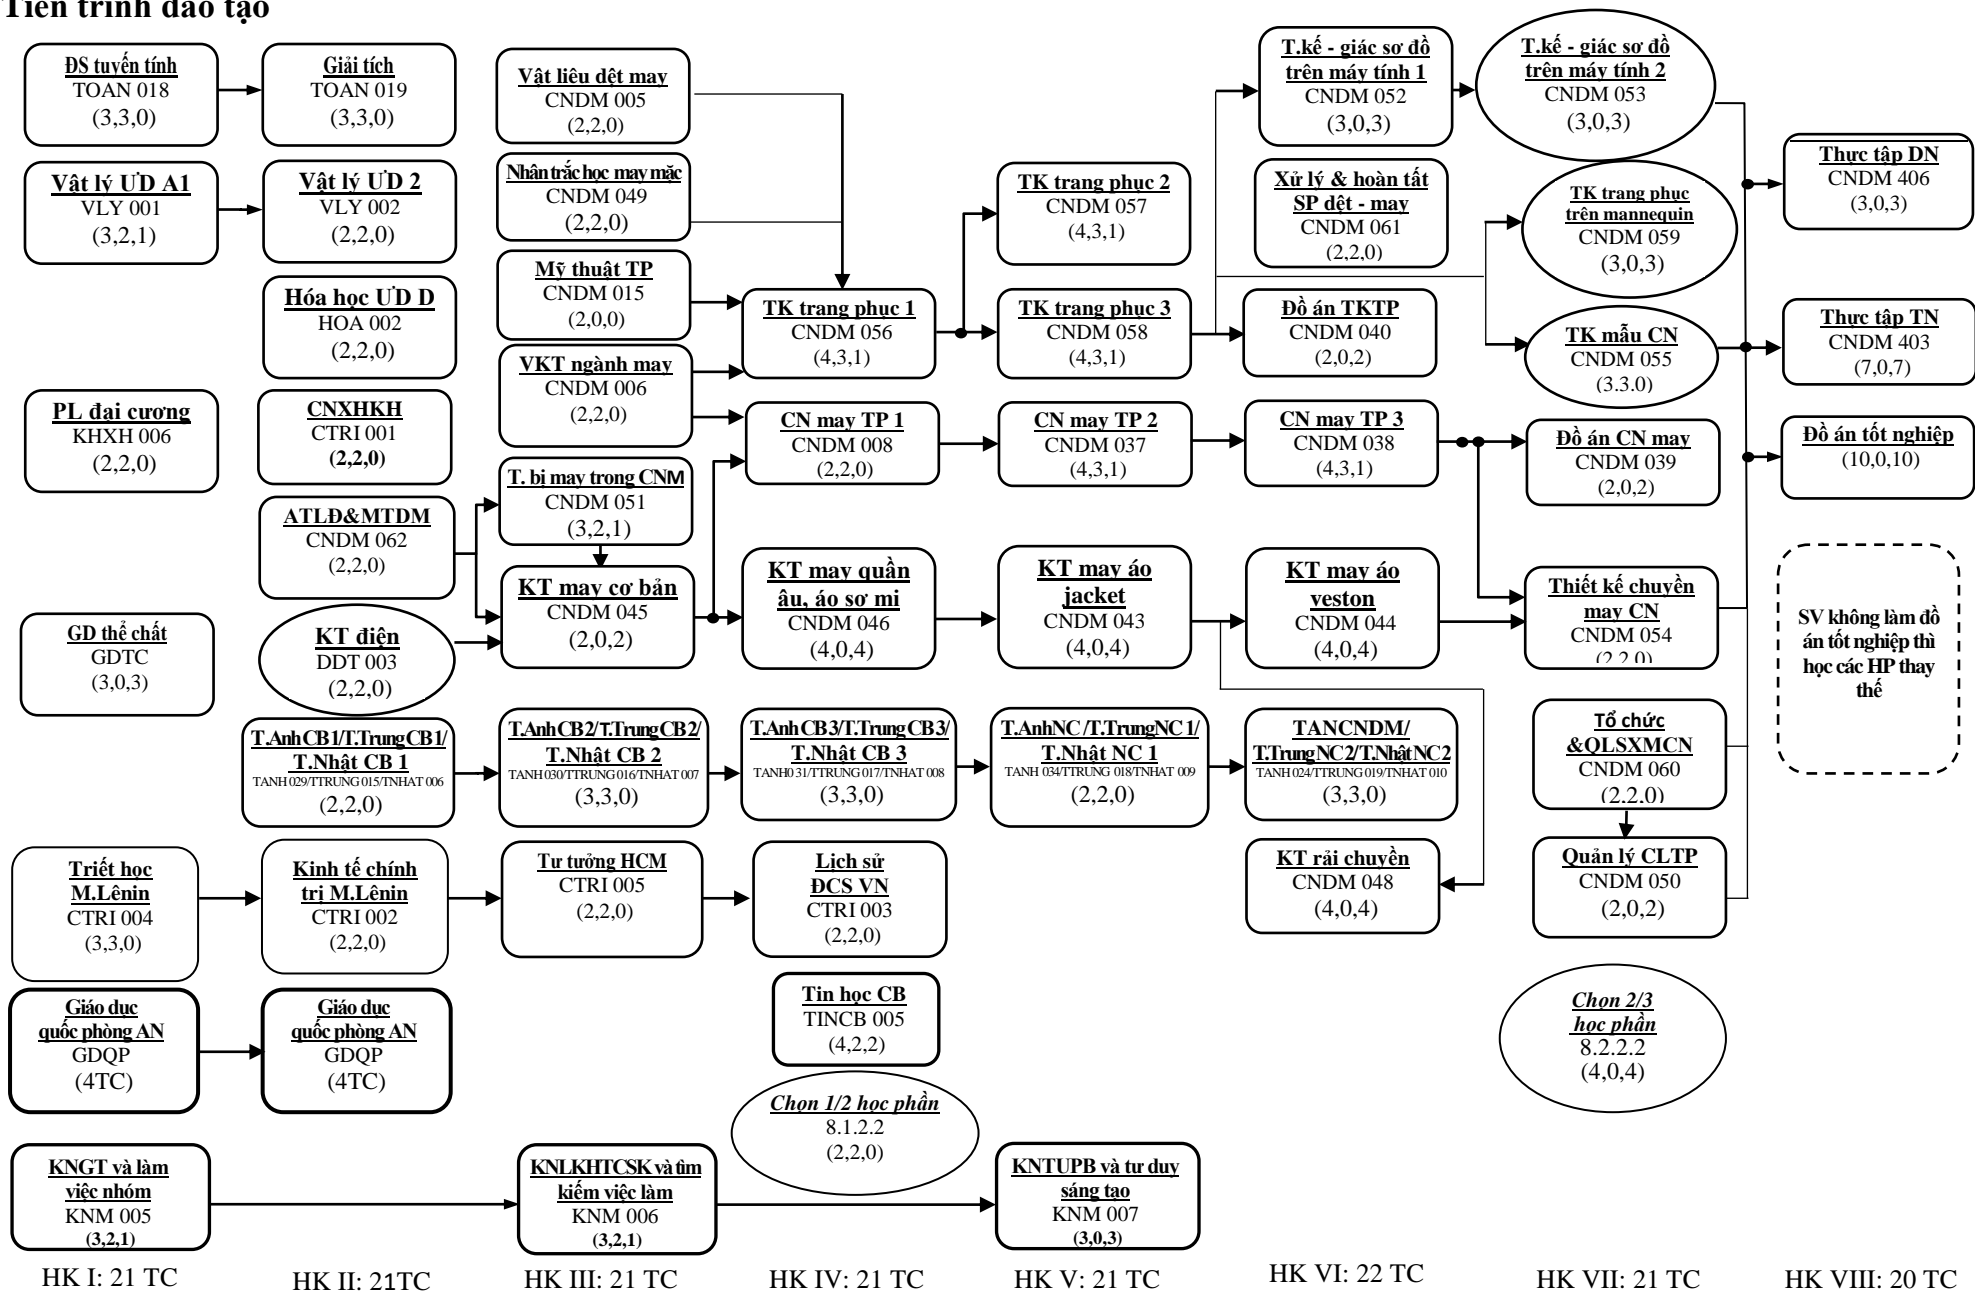 Tiến trình đào tạo
ĐS tuyến tính
TOAN 018
(3,3,0)
Vật lý ƯD A1
VLY 001
(3,2,1)
PL đại cương
KHXH 006
(2,2,0)
GD thể chất
GDTC
(3,0,3)
Triết học
M.Lênin
CTRI 004
(3,3,0)
Giáo dục
quốc phòng AN
GDQP
(4TC)
KNGT và làm
việc nhóm
KNM 005
(3,2,1)
HK I: 21 TC
Giải tích
TOAN 019
(3,3,0)
Vật lý ƯD 2
VLY 002
(2,2,0)
Hóa học ƯD D
HOA 002
(2,2,0)
CNXHKH
CTRI 001
(2,2,0)
ATLĐ&MTDM
CNDM 062
(2,2,0)
KT điện
DDT 003
(2,2,0)
T.Anh CB1/T.Trung CB1/
T.Nhật CB 1
TANH 029/TTRUNG 015/TNHAT 006
(2,2,0)
Kinh tế chính
trị M.Lênin
CTRI 002
(2,2,0)
Giáo dục
quốc phòng AN
GDQP
(4TC)
HK II: 21TC
Vật liêu dệt may
CNDM 005
(2,2,0)
Nhân trắc học may mặc
CNDM 049
(2,2,0)
Mỹ thuật TP
CNDM 015
(2,0,0)
VKT ngành may
CNDM 006
(2,2,0)
T. bị may trong CNM
CNDM 051
(3,2,1)
KT may cơ bản
CNDM 045
(2,0,2)
T.Anh CB2/T.Trung CB2/
T.Nhật CB 2
TANH 030/TTRUNG 016/TNHAT 007
(3,3,0)
Tư tưởng HCM
CTRI 005
(2,2,0)
KNLKHTCSK và tìm
kiếm việc làm
KNM 006
(3,2,1)
HK III: 21 TC
TK trang phục 1
CNDM 056
(4,3,1)
CN may TP 1
CNDM 008
(2,2,0)
KT may quần
âu, áo sơ mi
CNDM 046
(4,0,4)
T.Anh CB3/T.Trung CB3/
T.Nhật CB 3
TANH0 31/TTRUNG 017/TNHAT 008
(3,3,0)
Lịch sử
ĐCS VN
CTRI 003
(2,2,0)
Tin học CB
TINCB 005
(4,2,2)
Chọn 1/2 học phần
8.1.2.2
(2,2,0)
HK IV: 21 TC
TK trang phục 2
CNDM 057
(4,3,1)
TK trang phục 3
CNDM 058
(4,3,1)
CN may TP 2
CNDM 037
(4,3,1)
KT may áo
jacket
CNDM 043
(4,0,4)
T.AnhNC /T.TrungNC 1/
T.Nhật NC 1
TANH 034/TTRUNG 018/TNHAT 009
(2,2,0)
KNTUPB và tư duy
sáng tạo
KNM 007
(3,0,3)
HK V: 21 TC
T.kế - giác sơ đồ
trên máy tính 1
CNDM 052
(3,0,3)
Xử lý & hoàn tất
SP dệt - may
CNDM 061
(2,2,0)
Đồ án TKTP
CNDM 040
(2,0,2)
CN may TP 3
CNDM 038
(4,3,1)
KT may áo
veston
CNDM 044
(4,0,4)
TANCNDM/
T.Trung NC2/T.Nhật NC2
TANH 024/TTRUNG 019/TNHAT 010
(3,3,0)
KT rải chuyền
CNDM 048
(4,0,4)
HK VI: 22 TC
T.kế - giác sơ đồ
trên máy tính 2
CNDM 053
(3,0,3)
TK trang phục
trên mannequin
CNDM 059
(3,0,3)
TK mẫu CN
CNDM 055
(3.3.0)
Đồ án CN may
CNDM 039
(2,0,2)
Thiết kế chuyền
may CN
CNDM 054
(2,2,0)
Tổ chức
&QLSXMCN
CNDM 060
(2.2.0)
Quản lý CLTP
CNDM 050
(2,0,2)
Chọn 2/3
học phần
8.2.2.2
(4,0,4)
HK VII: 21 TC
Thực tập DN
CNDM 406
(3,0,3)
Thực tập TN
CNDM 403
(7,0,7)
Đồ án tốt nghiệp
(10,0,10)
SV không làm đồ
án tốt nghiệp thì
học các HP thay
thế
HK VIII: 20 TC